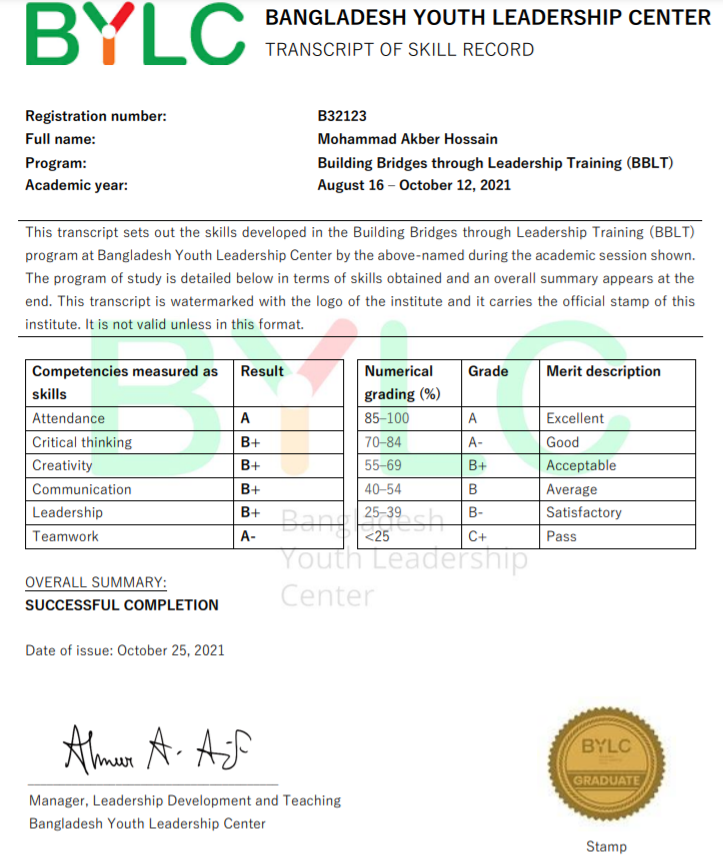 BYLC
BANGLADESH YOUTH LEADERSHIP CENTER
TRANSCRIPT OF SKILL RECORD
Registration number: B32123
Full name: Mohammad Akber Hossain
Program: Building Bridges through Leadership Training (BBLT)
Academic year: August 16 – October 12, 2021
This transcript sets out the skills developed in the Building Bridges through Leadership Training (BBLT)
program at Bangladesh Youth Leadership Center by the above-named during the academic session shown.
The program of study is detailed below in terms of skills obtained and an overall summary appears at the
end. This transcript is watermarked with the logo of the institute and it carries the official stamp of this
institute. It is not valid unless in this format.
BYLC
Competencies measured as
skills
Result
Attendance A
Critical thinking B+
Creativity B+
Communication B+
Leadership B+
Teamwork A-
Numerical
grading (%)
Grade
Merit description
85–100 A Excellent
70–84 A- Good
55–69 B+ Acceptable
40–54 B Average
25–39 B- Satisfactory
<25 C+ Pass
Bangladesh
Youth Leadership
Center
OVERALL SUMMARY:
SUCCESSFUL COMPLETION
Date of issue: October 25, 2021
Manager, Leadership Development and Teaching
Bangladesh Youth Leadership Center
BYLC
GRADUATE
Stamp